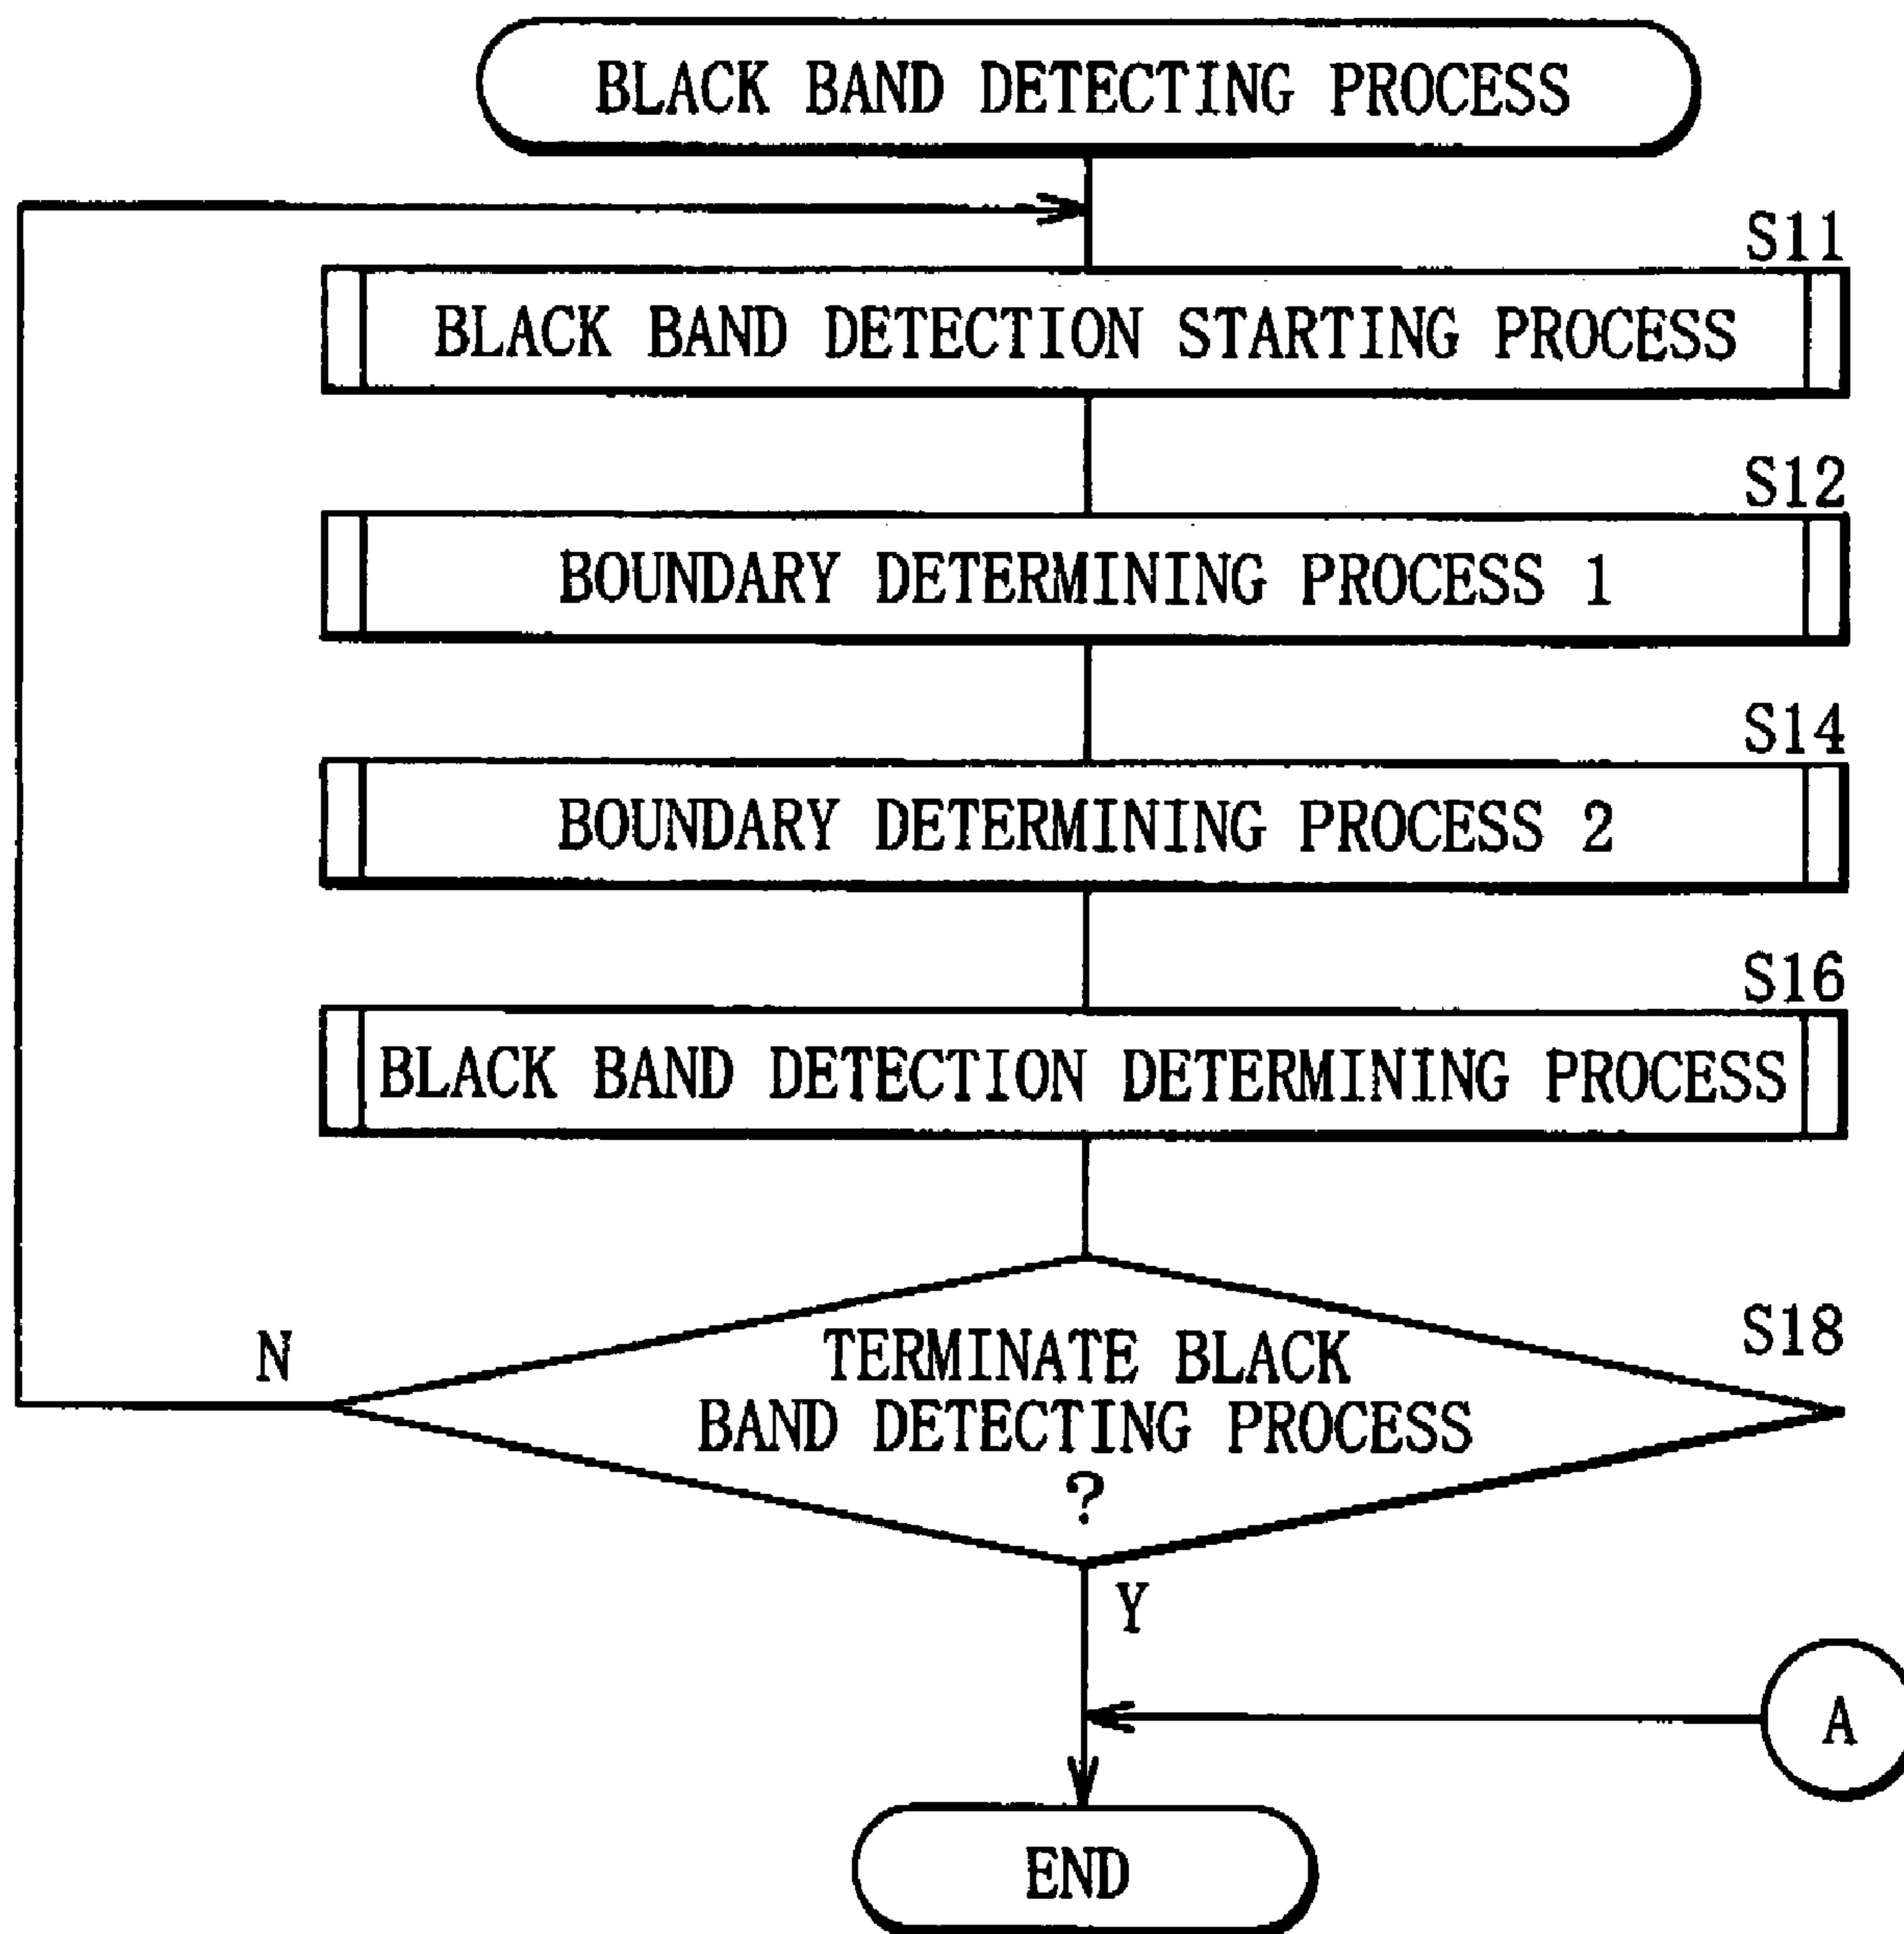 BLACK BAND DETECTING PROCESS
S11
BLACK BAND DETECTION STARTING PROCESS
S12
BOUNDARY DETERMINING PROCESS 1
S14
BOUNDARY DETERMINING PROCESS 2
S16
BLACK BAND DETECTION DETERMINING PROCESS
S18
N
TERMINATE BLACK
BAND DETECTING PROCESS
?
Y
A
END